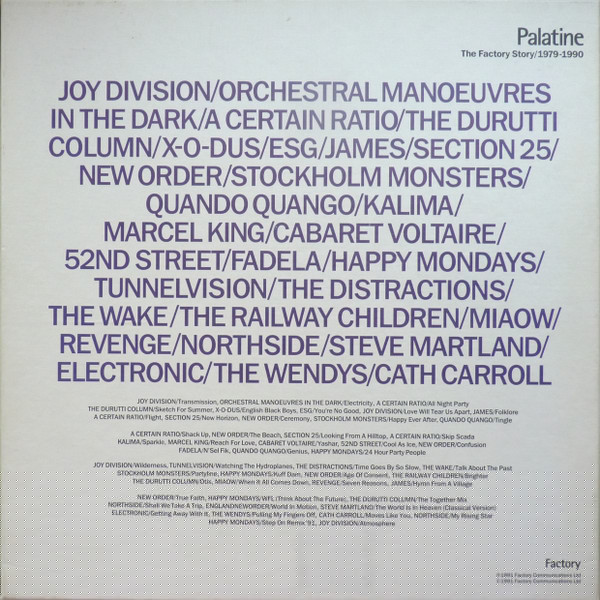 Palatine
The Factory Story/1979-1990
JOY DIVISION/ORCHESTRAL MANOEUVRES
IN THE DARK/A CERTAIN RATIO/THE DURUTTI
COLUMN/X-O-DUS/ESG/JAMES/SECTION 25/
NEW ORDER/STOCKHOLM MONSTERS/
QUANDO QUANGO/KALIMA/
MARCEL KING/CABARET VOLTAIRE/
52ND STREET/FADELA/HAPPY MONDAYS/
TUNNELVISION/THE DISTRACTIONS/
THE WAKE/THE RAILWAY CHILDREN/MIAOW/
REVENGE/NORTHSIDE/STEVE MARTLAND/
ELECTRONIC/THE WENDYS/CATH CARROLL
JOY DIVISION/Transmission, ORCHESTRAL MANOEUVRES IN THE DARK/Electricity, A CERTAIN RATIO/All Night Party
THE DURUTTI COLUMN/Sketch For Summer, X-O-DUS/English Black Boys, ESG/You're No Good, JOY DIVISION/Love Will Tear Us Apart, JAMES/Folklore
A CERTAIN RATIO/Flight, SECTION 25/New Horizon, NEW ORDER/Ceremony, STOCKHOLM MONSTERS/Happy Ever After, QUANDO QUANGO/Tingle
A CERTAIN RATIO/Shack Up, NEW ORDER/The Beach, SECTION 25/Looking From A Hilltop, A CERTAIN RATIO/Skip Scada
KALIMA/Sparkle, MARCEL KING/Reach For Love, CABARET VOLTAIRE/Yashar, 52ND STREET/Cool As Ice, NEW ORDER/Confusion
FADELA/N'Sel Fik, QUANDO QUANGO/Genius, HAPPY MONDAYS/24 Hour Party People
JOY DIVISION/Wilderness, TUNNELVISION/Watching The Hydroplanes, THE DISTRACTIONS/Time Goes By So Slow, THE WAKE/Talk About The Past
STOCKHOLM MONSTERS/Partyline, HAPPY MONDAYS/Kuff Dam, NEW ORDER/Age Of Consent, THE RAILWAY CHILDREN/Brighter
THE DURUTTI COLUMN/Otis, MIAOW/When It All Comes Down, REVENGE/Seven Reasons, JAMES/Hymn From A Village
NEW ORDER/True Faith, HAPPY MONDAYS/WFL (Think About The Future), THE DURUTTI COLUMN/The Together Mix
NORTHSIDE/Shall We Take A Trip, ENGLANDNEWORDER/World In Motion, STEVE MARTLAND/The World Is In Heaven (Classical Version)
ELECTRONIC/Getting Away With It, THE WENDYS/Pulling My Fingers Off, CATH CARROLL/Moves Like You, NORTHSIDE/My Rising Star
HAPPY MONDAYS/Step On Remix '91, JOY DIVISION/Atmosphere
Factory
℗1991 Factory Communications Ltd
©1991 Factory Communications Ltd